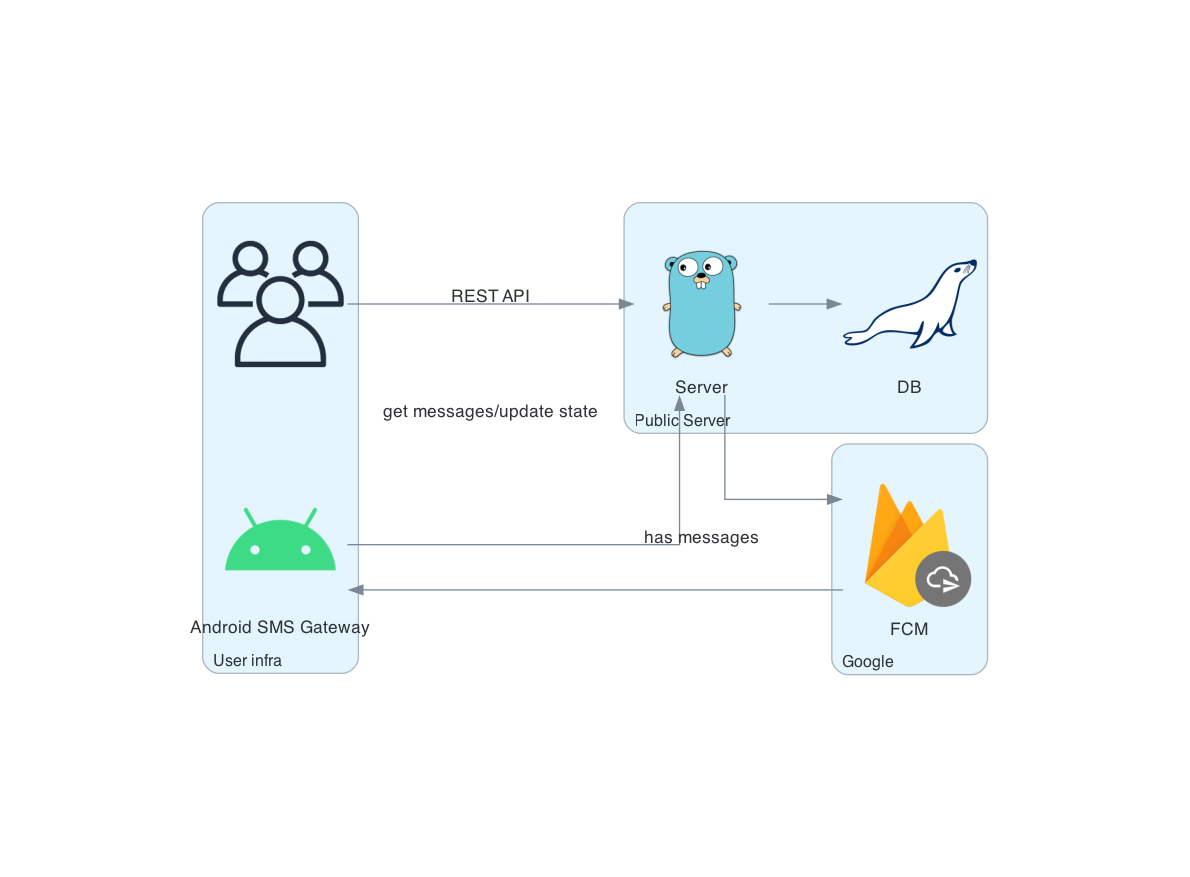 REST API
Server
DB
get messages/update state
Public Server
has messages
Android SMS Gateway
FCM
User infra
Google